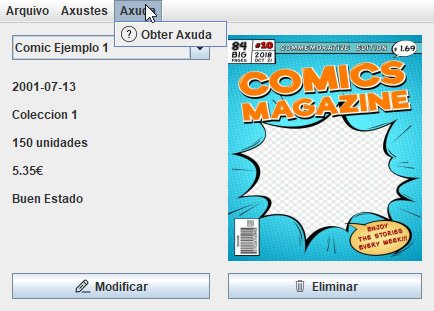 Arquivo Axustes Axuda
Obter Axuda
Comic Ejemplo 1
2001-07-13
Coleccion 1
150 unidades
5.35€
Buen Estado
84
BIG
PAGES
#10
2018
OCT 21
COMMEMORATIVE EDITION
$1.69
COMICS
MAGAZINE
ENJOY
THE STORIES
EVERY WEEK!!!
Modificar
Eliminar